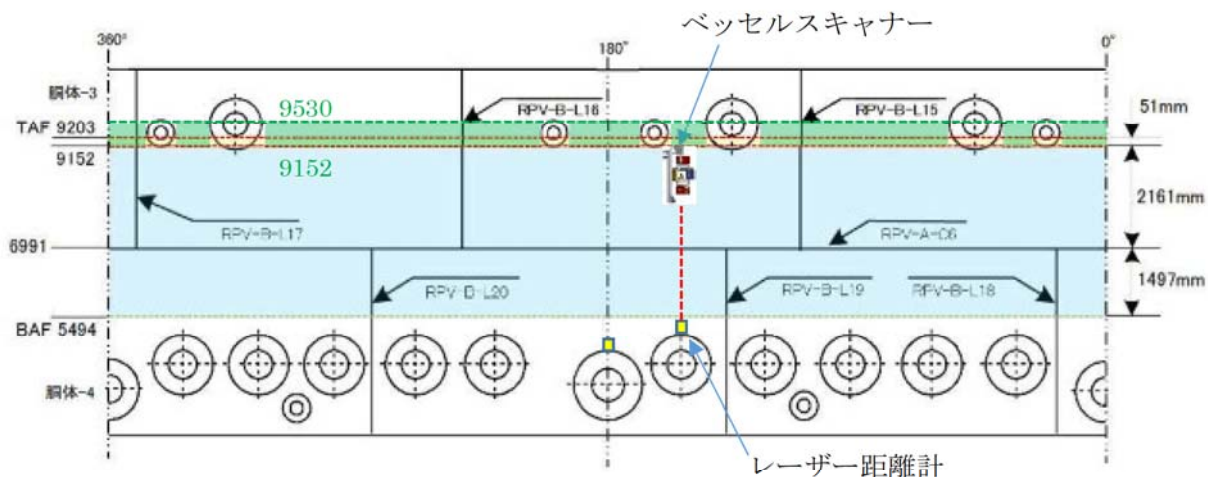 ベッセルスキャナー
360°
180°
0°
胴体-3
9530
RPV-B-L16
RPV-B-L15
51mm
TAF 9203
9152
9152
2161mm
RPV-B-L17
RPV-A-C6
6991
RPV-D-L20
RPV-B-L19
RPV-B-L18
1497mm
BAF 5494
胴体-4
レーザー距離計